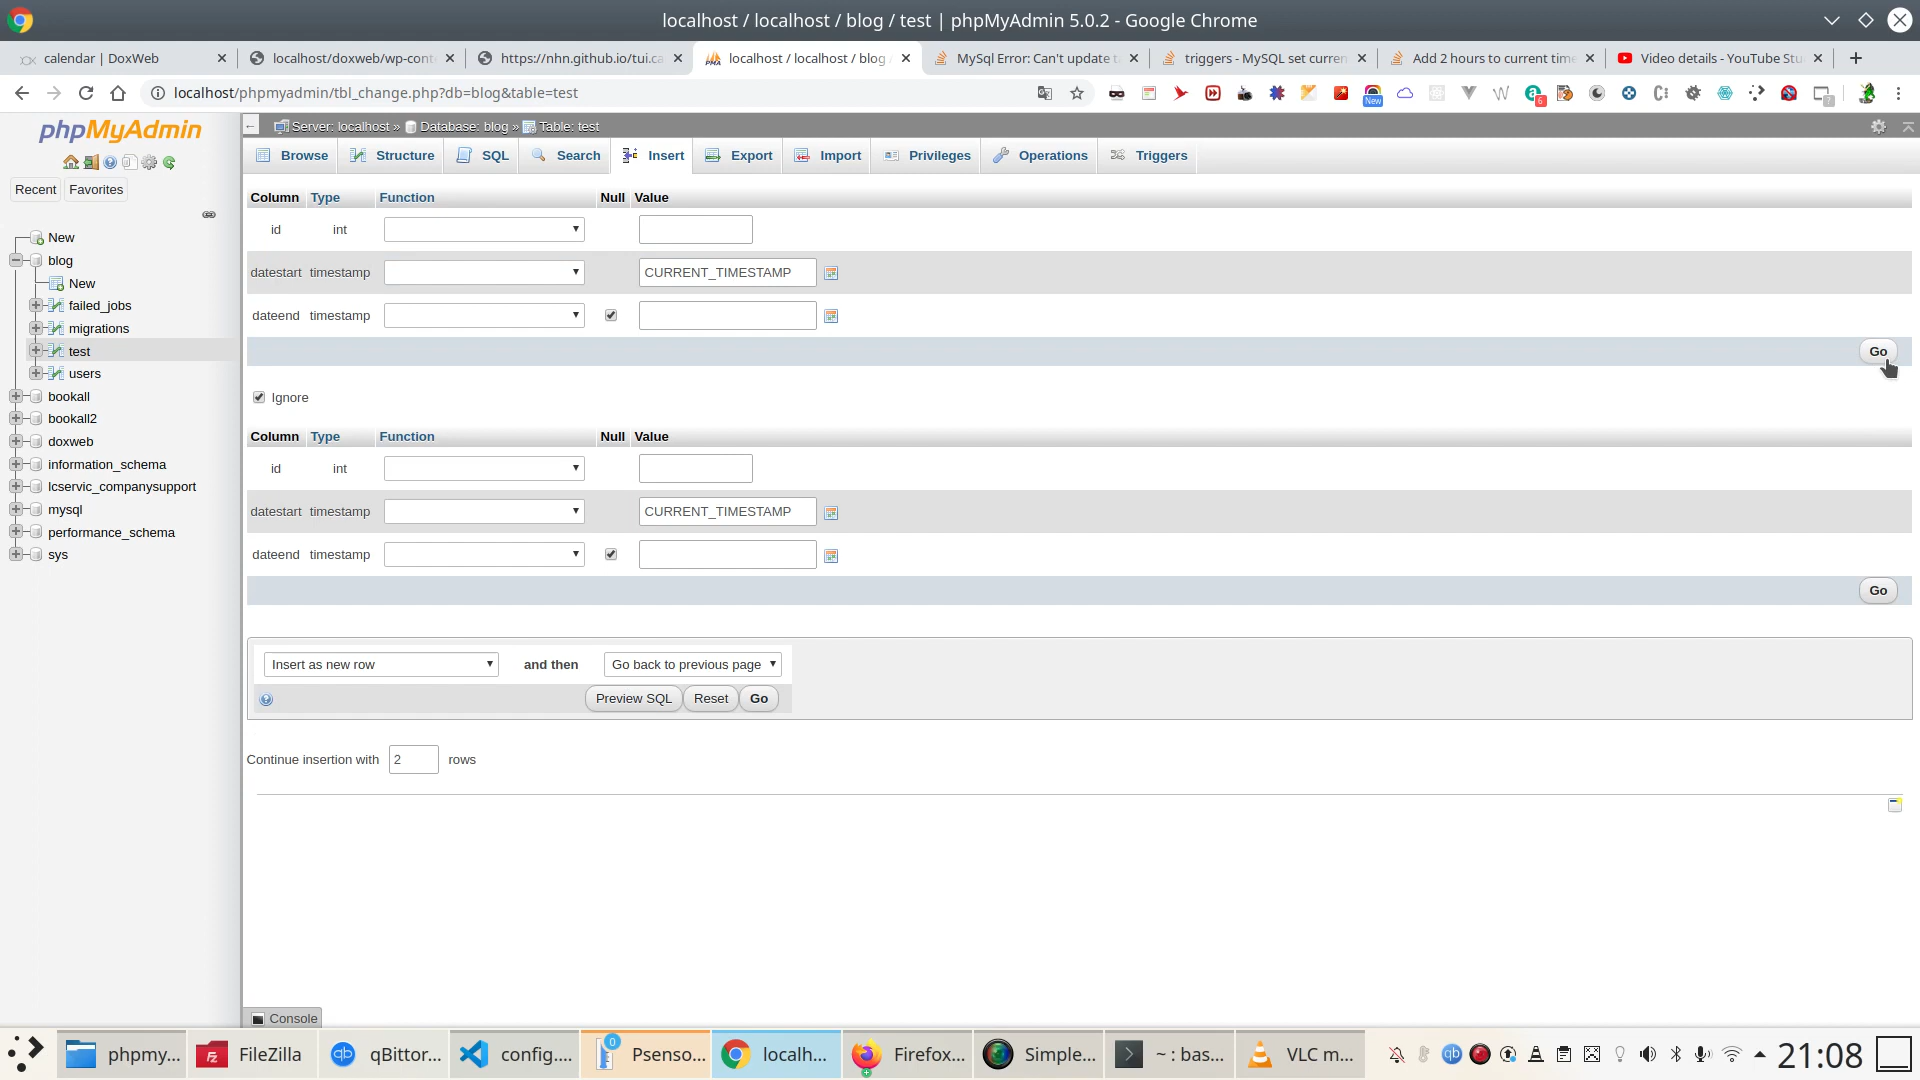 localhost / localhost / blog / test | phpMyAdmin 5.0.2 - Google Chrome
calendar | DoxWeb
localhost/doxweb/wp-cont
https://nhn.github.io/tui.ca
localhost / localhost / blog
MySql Error: Can't update t
triggers - MySQL set curren
Add 2 hours to current time
Video details - YouTube Stu
localhost/phpmyadmin/tbl_change.php?db=blog&table=test
New
6
phpMyAdmin
Server: localhost » Database: blog » Table: test
Browse Structure SQL Search Insert Export Import Privileges Operations Triggers
Recent Favorites
New
blog
New
failed_jobs
migrations
test
users
bookall
bookall2
doxweb
information_schema
lcservic_companysupport
mysql
performance_schema
sys
Column Type Function Null Value
id int
datestart timestamp CURRENT_TIMESTAMP
dateend timestamp
Go
Ignore
Column Type Function Null Value
id int
datestart timestamp CURRENT_TIMESTAMP
dateend timestamp
Go
Insert as new row and then Go back to previous page
Preview SQL Reset Go
Continue insertion with 2 rows
Console
phpmy...
FileZilla
qBittor...
config....
0
Psenso...
localh...
Firefox...
Simple...
~ : bas...
VLC m...
21:08